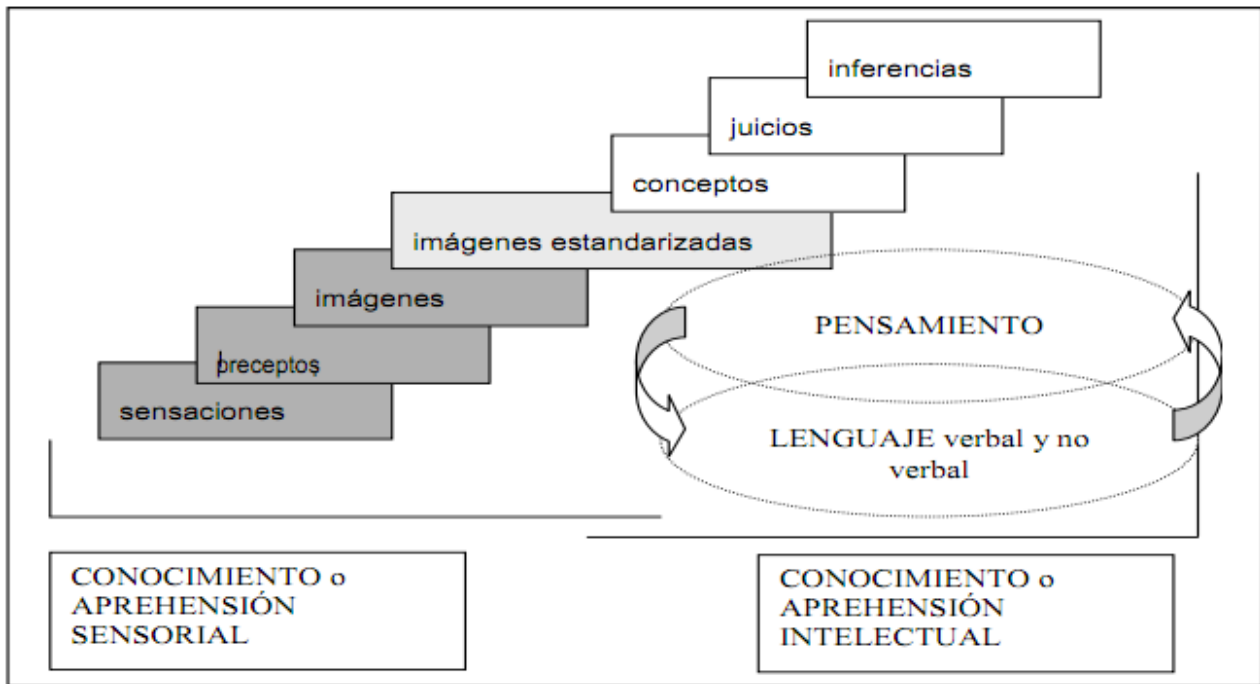 inferencias
juicios
conceptos
imágenes estandarizadas
imágenes
preceptos
sensaciones
PENSAMIENTO
LENGUAJE verbal y no
verbal
CONOCIMIENTO o
APREHENSIÓN
SENSORIAL
CONOCIMIENTO o
APREHENSIÓN
INTELECTUAL